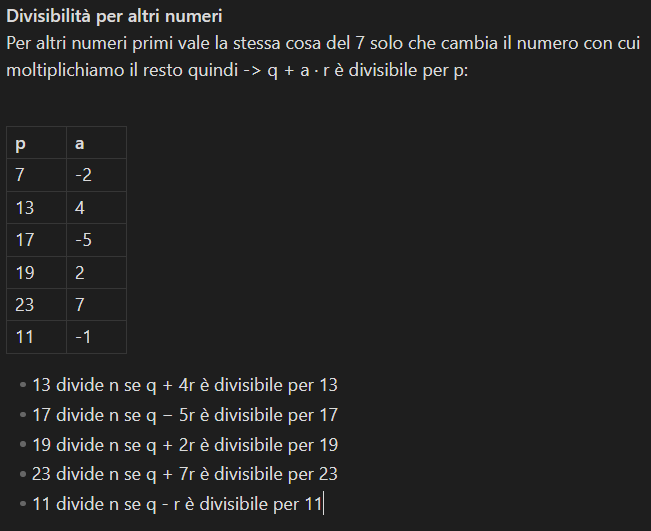 Divisibilità per altri numeri
Per altri numeri primi vale la stessa cosa del 7 solo che cambia il numero con cui
moltiplichiamo il resto quindi -> q + a · r è divisibile per p:
p a
7 -2
13 4
17 -5
19 2
23 7
11 -1
• 13 divide n se q + 4r è divisibile per 13
• 17 divide n se q − 5r è divisibile per 17
• 19 divide n se q + 2r è divisibile per 19
• 23 divide n se q + 7r è divisibile per 23
• 11 divide n se q - r è divisibile per 11